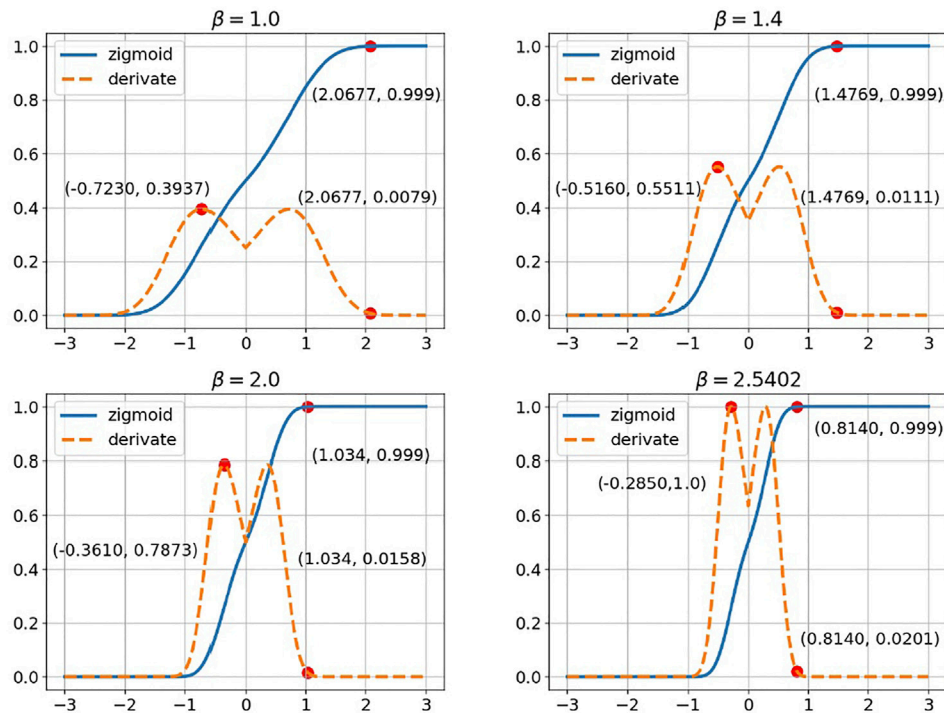 β = 1.0
1.0
0.8
0.6
0.4
0.2
0.0
zigmoid
derivate
(2.0677, 0.999)
(-0.7230, 0.3937)
(2.0677, 0.0079)
−3 −2 −1 0 1 2 3
β = 1.4
1.0
0.8
0.6
0.4
0.2
0.0
zigmoid
derivate
(1.4769, 0.999)
(-0.5160, 0.5511)
(1.4769, 0.0111)
−3 −2 −1 0 1 2 3
β = 2.0
1.0
0.8
0.6
0.4
0.2
0.0
zigmoid
derivate
(1.034, 0.999)
(-0.3610, 0.7873)
(1.034, 0.0158)
−3 −2 −1 0 1 2 3
β = 2.5402
1.0
0.8
0.6
0.4
0.2
0.0
zigmoid
derivate
(0.8140, 0.999)
(-0.2850,1.0)
(0.8140, 0.0201)
−3 −2 −1 0 1 2 3